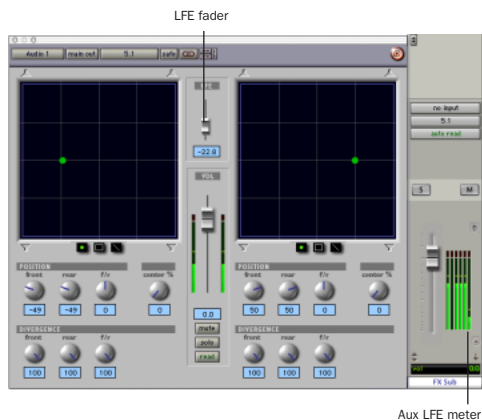 LFE fader
Audio 1 main out 5.1 safe
LFE
-22.8
VOL
0.0
mute
solo
read
POSITION
front rear f/r center %
-49 -49 0 0
DIVERGENCE
front rear f/r
100 100 100
POSITION
front rear f/r center %
50 50 0 0
DIVERGENCE
front rear f/r
100 100 100
no input
5.1
auto read
S M
vol 0.0
FX Sub
Aux LFE meter